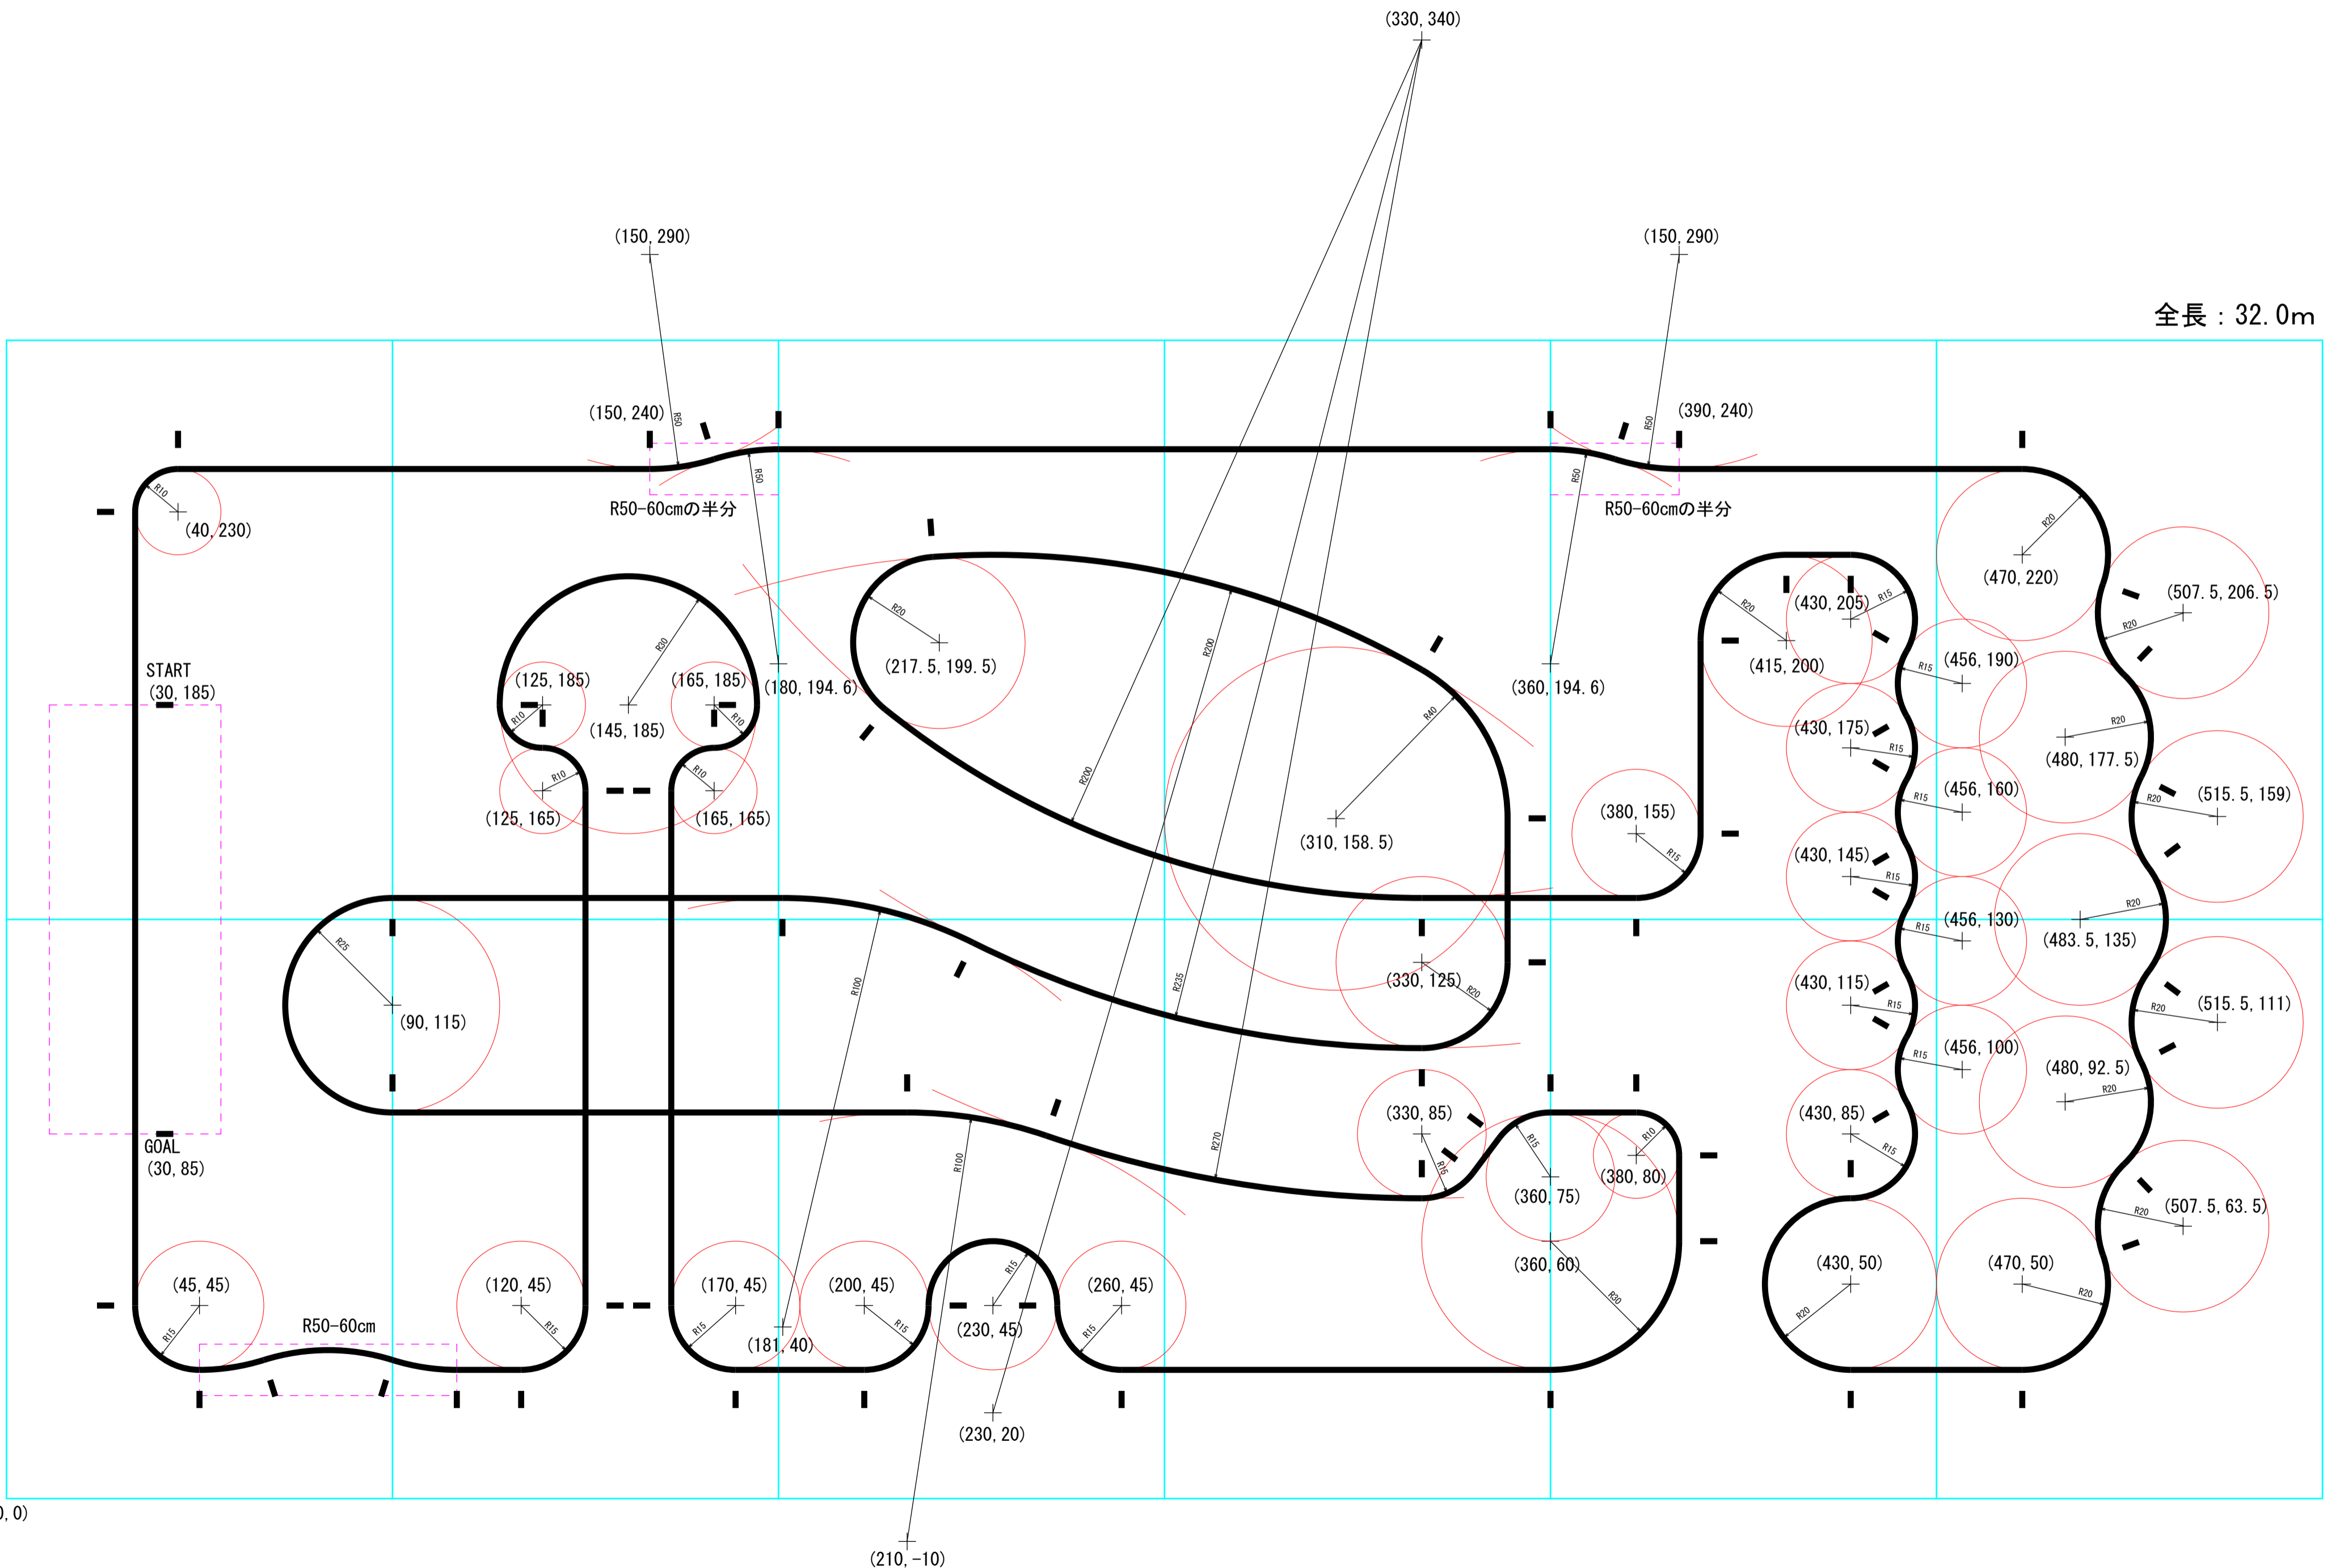 (330,340)
(150,290)
(150,290)
全長：32.0m
(150,240)
(390,240)
R50
R50
R50
R50
R50-60cmの半分
R50-60cmの半分
R10
(40,230)
R20
(470,220)
(507.5,206.5)
R20
START
(30,185)
(125,185)
(165,185)
R30
R10
R10
(145,185)
(180,194.6)
R20
(217.5,199.5)
R200
R200
(360,194.6)
R20
(415,200)
(430,205)
R15
(456,190)
R15
(430,175)
R15
R20
(480,177.5)
R10
R10
(125,165)
(165,165)
R40
(310,158.5)
(380,155)
R15
(456,160)
R15
(515.5,159)
R20
(430,145)
R15
(456,130)
R15
R20
(483.5,135)
R25
(90,115)
R100
R235
(330,125)
R20
(430,115)
R15
(456,100)
R15
(515.5,111)
R20
(480,92.5)
R20
GOAL
(30,85)
R100
R270
(330,85)
R16
R15
(360,75)
R10
(380,80)
(430,85)
R15
(507.5,63.5)
R20
(45,45)
R15
R50-60cm
(120,45)
R15
(170,45)
R15
(181,40)
(200,45)
R15
R15
(230,45)
(260,45)
R15
(360,60)
R30
(430,50)
R20
(470,50)
R20
(230,20)
0,0)
(210,-10)